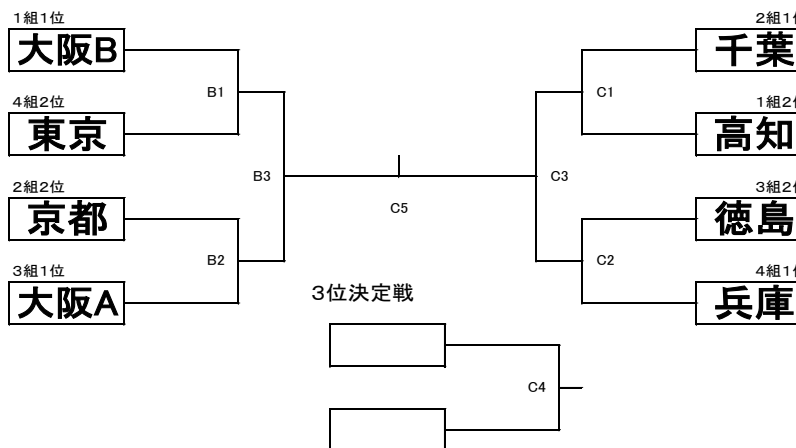 1組1位
大阪B
4組2位
東京
2組2位
京都
3組1位
大阪A
B1
B2
B3
C5
C3
C1
C2
2組1位
千葉
1組2位
高知
3組2位
徳島
4組1位
兵庫
3位決定戦
C4